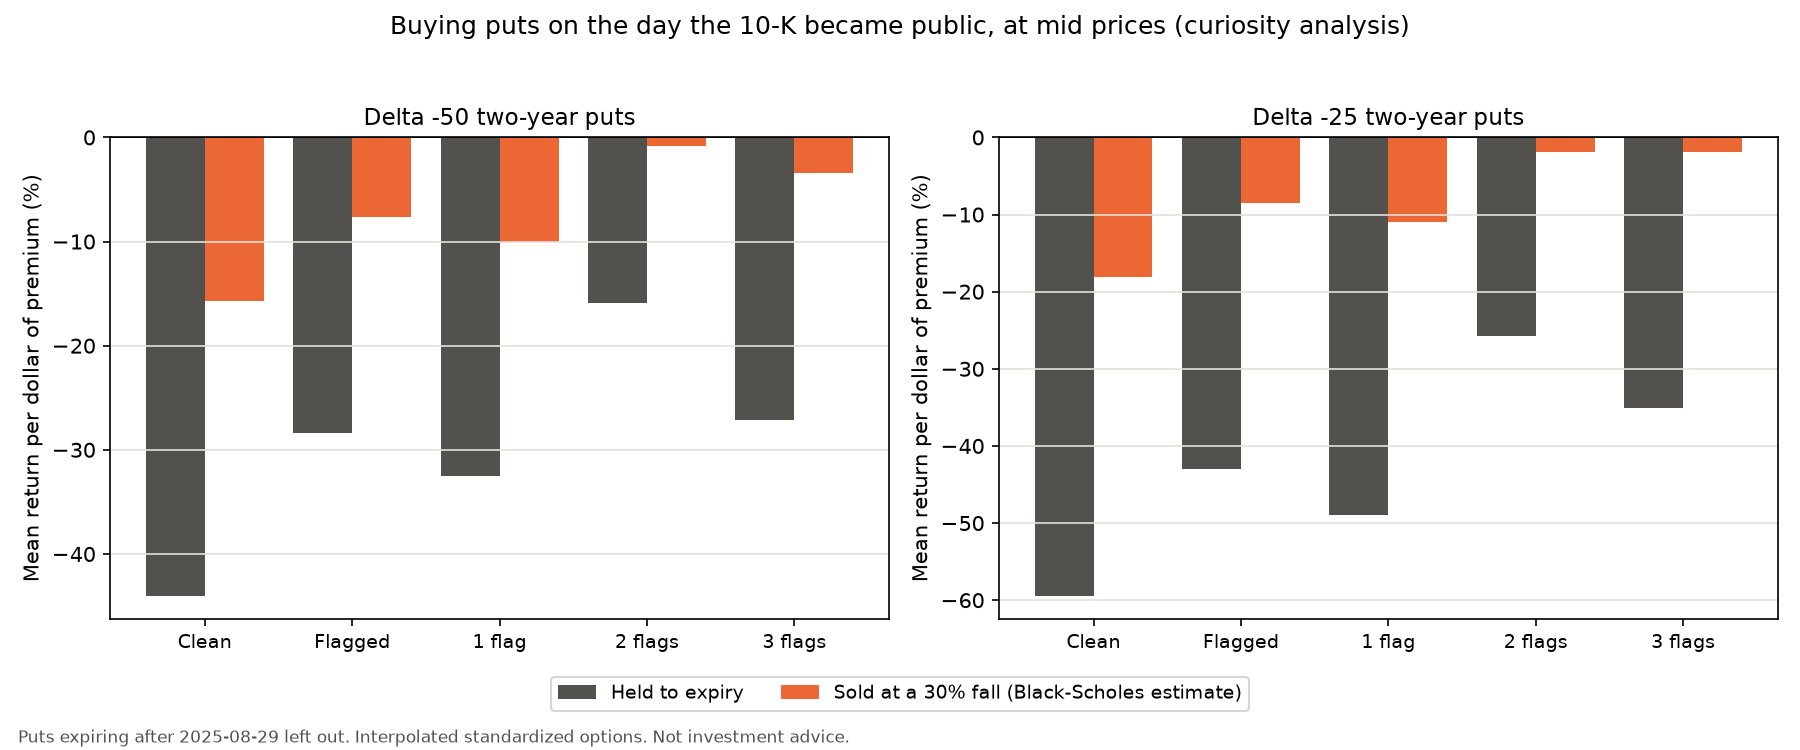 Buying puts on the day the 10-K became public, at mid prices (curiosity analysis)
Delta -50 two-year puts
Mean return per dollar of premium (%)
0
−10
−20
−30
−40
Clean
Flagged
1 flag
2 flags
3 flags
Delta -25 two-year puts
Mean return per dollar of premium (%)
0
−10
−20
−30
−40
−50
−60
Clean
Flagged
1 flag
2 flags
3 flags
Held to expiry
Sold at a 30% fall (Black-Scholes estimate)
Puts expiring after 2025-08-29 left out. Interpolated standardized options. Not investment advice.